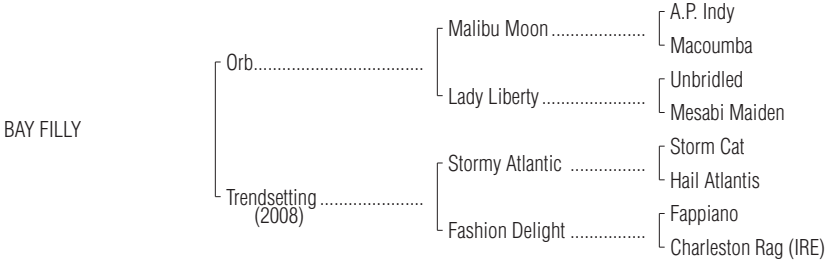 A.P. Indy
Malibu Moon .....................
Macoumba
Orb..................................
Unbridled
Lady Liberty .......................
Mesabi Maiden
BAY FILLY
Storm Cat
Stormy Atlantic .................
Hail Atlantis
Trendsetting .......................
(2008)
Fappiano
Fashion Delight .................
Charleston Rag (IRE)